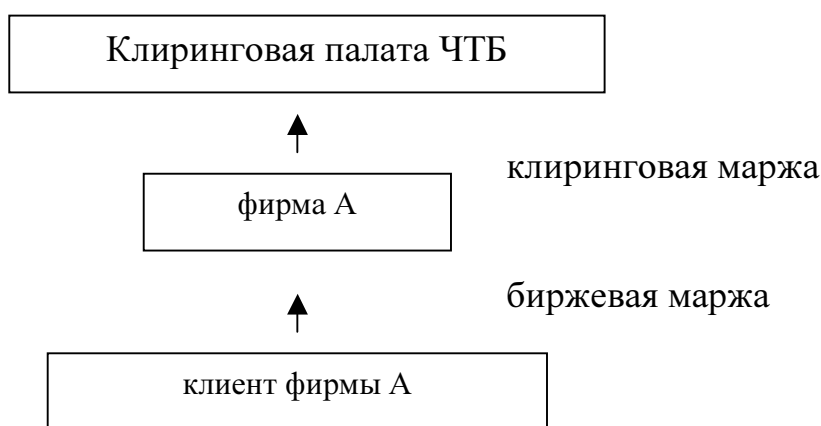 Клиринговая палата ЧТБ
клиринговая маржа
фирма А
биржевая маржа
клиент фирмы А